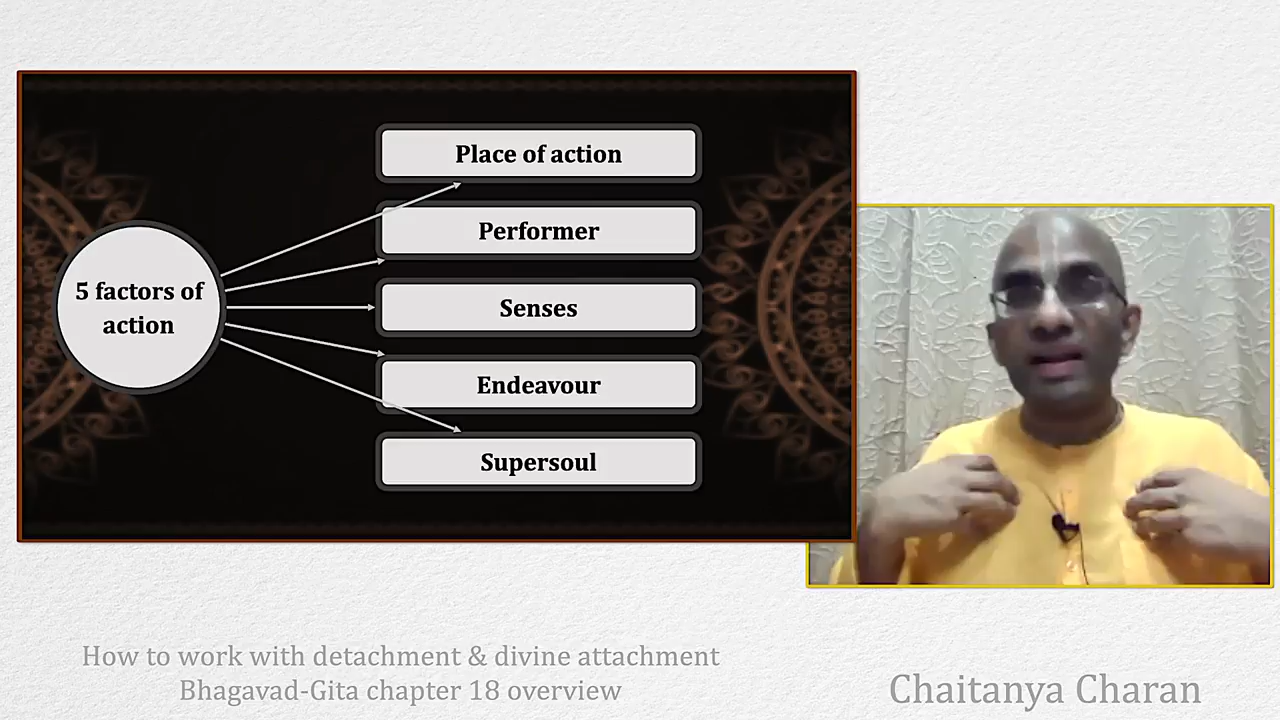 5 factors of
action
Place of action
Performer
Senses
Endeavour
Supersoul
How to work with detachment & divine attachment
Bhagavad-Gita chapter 18 overview
Chaitanya Charan